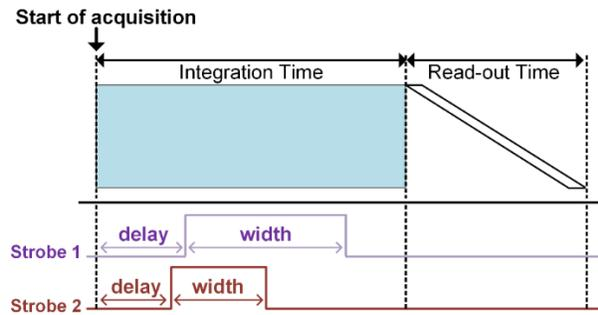 Start of acquisition
Integration Time
Read-out Time
delay
width
Strobe 1
delay
width
Strobe 2